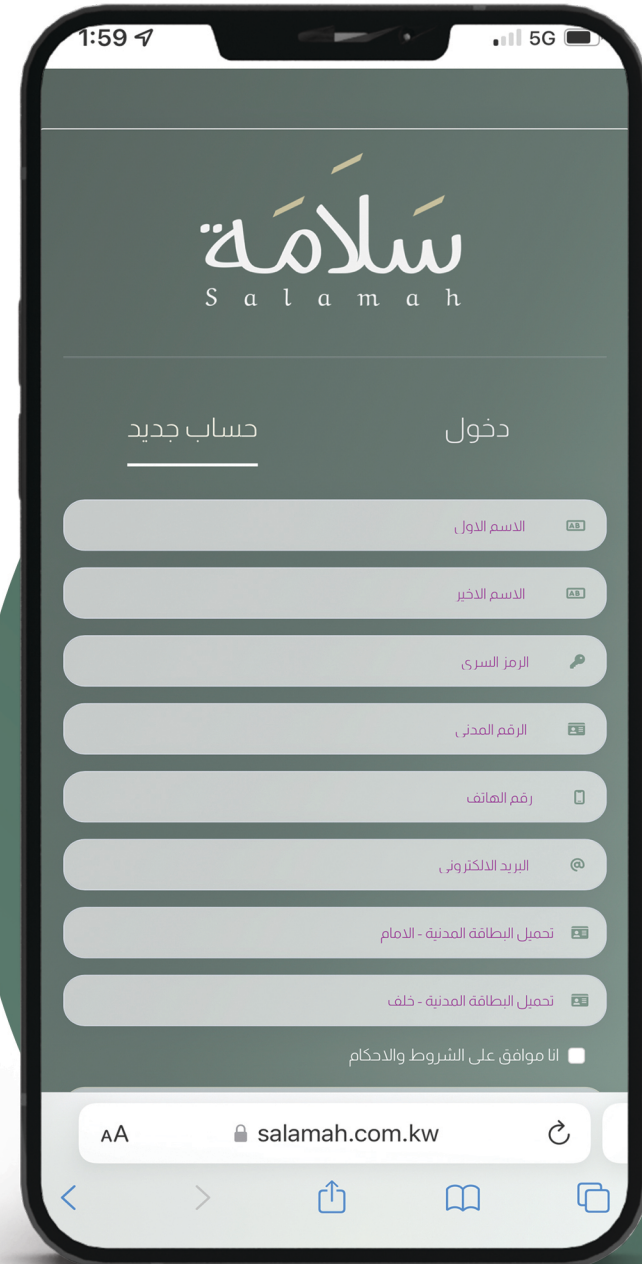 1:59
5G
سَلَامَة
Salamah
دخول
حساب جديد
الاسم الاول
الاسم الاخير
الرمز السري
الرقم المدني
رقم الهاتف
البريد الالكتروني
تحميل البطاقة المدنية - الامام
تحميل البطاقة المدنية - خلف
انا موافق على الشروط والاحكام
AA
salamah.com.kw